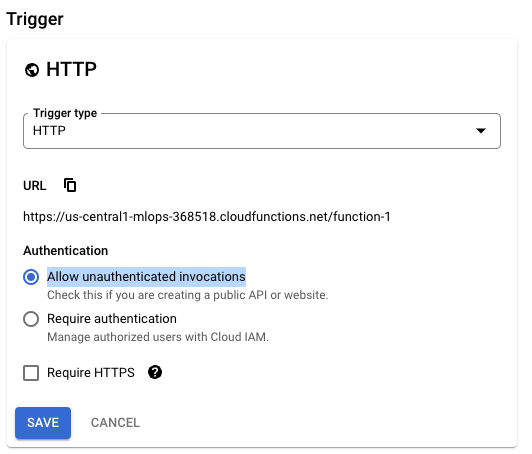 Trigger
HTTP
Trigger type
HTTP
URL
https://us-central1-mlops-368518.cloudfunctions.net/function-1
Authentication
Allow unauthenticated invocations
Check this if you are creating a public API or website.
Require authentication
Manage authorized users with Cloud IAM.
Require HTTPS ?
SAVE CANCEL